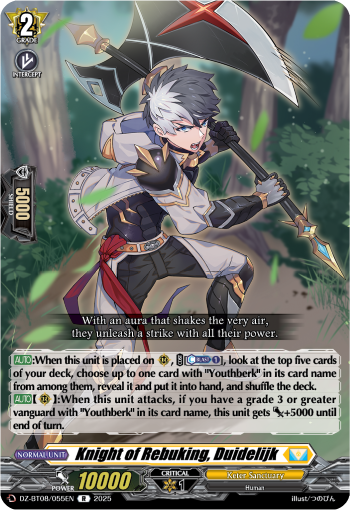 2
GRADE
INTERCEPT
5000
SHIELD
With an aura that shakes the very air,
they unleash a strike with all their power.
AUTO:When this unit is placed on RC, COST[C-BLAST 1], look at the top five cards
of your deck, choose up to one card with "Youthberk" in its card name
from among them, reveal it and put it into hand, and shuffle the deck.
AUTO【RC】:When this unit attacks, if you have a grade 3 or greater
vanguard with "Youthberk" in its card name, this unit gets +5000 until
end of turn.
NORMAL UNIT
Knight of Rebuking, Duidelijk
POWER 10000
CRITICAL
1
Keter Sanctuary
Human
D DZ-BT08/055EN R 2025
illust/つのぴん